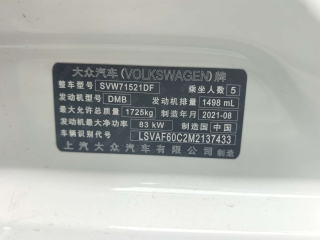 大众汽车(VOLKSWAGEN)牌
整车型号 SVW71521DF 乘坐人数 5
发动机型号 DMB 发动机排量 1498 mL
最大允许总质量 1725kg 制造年月 2021-08
发动机最大净功率 83 kW 制造国 中国
车辆识别代号 LSVAF60C2M2137433
上汽大众汽车有限公司 制造